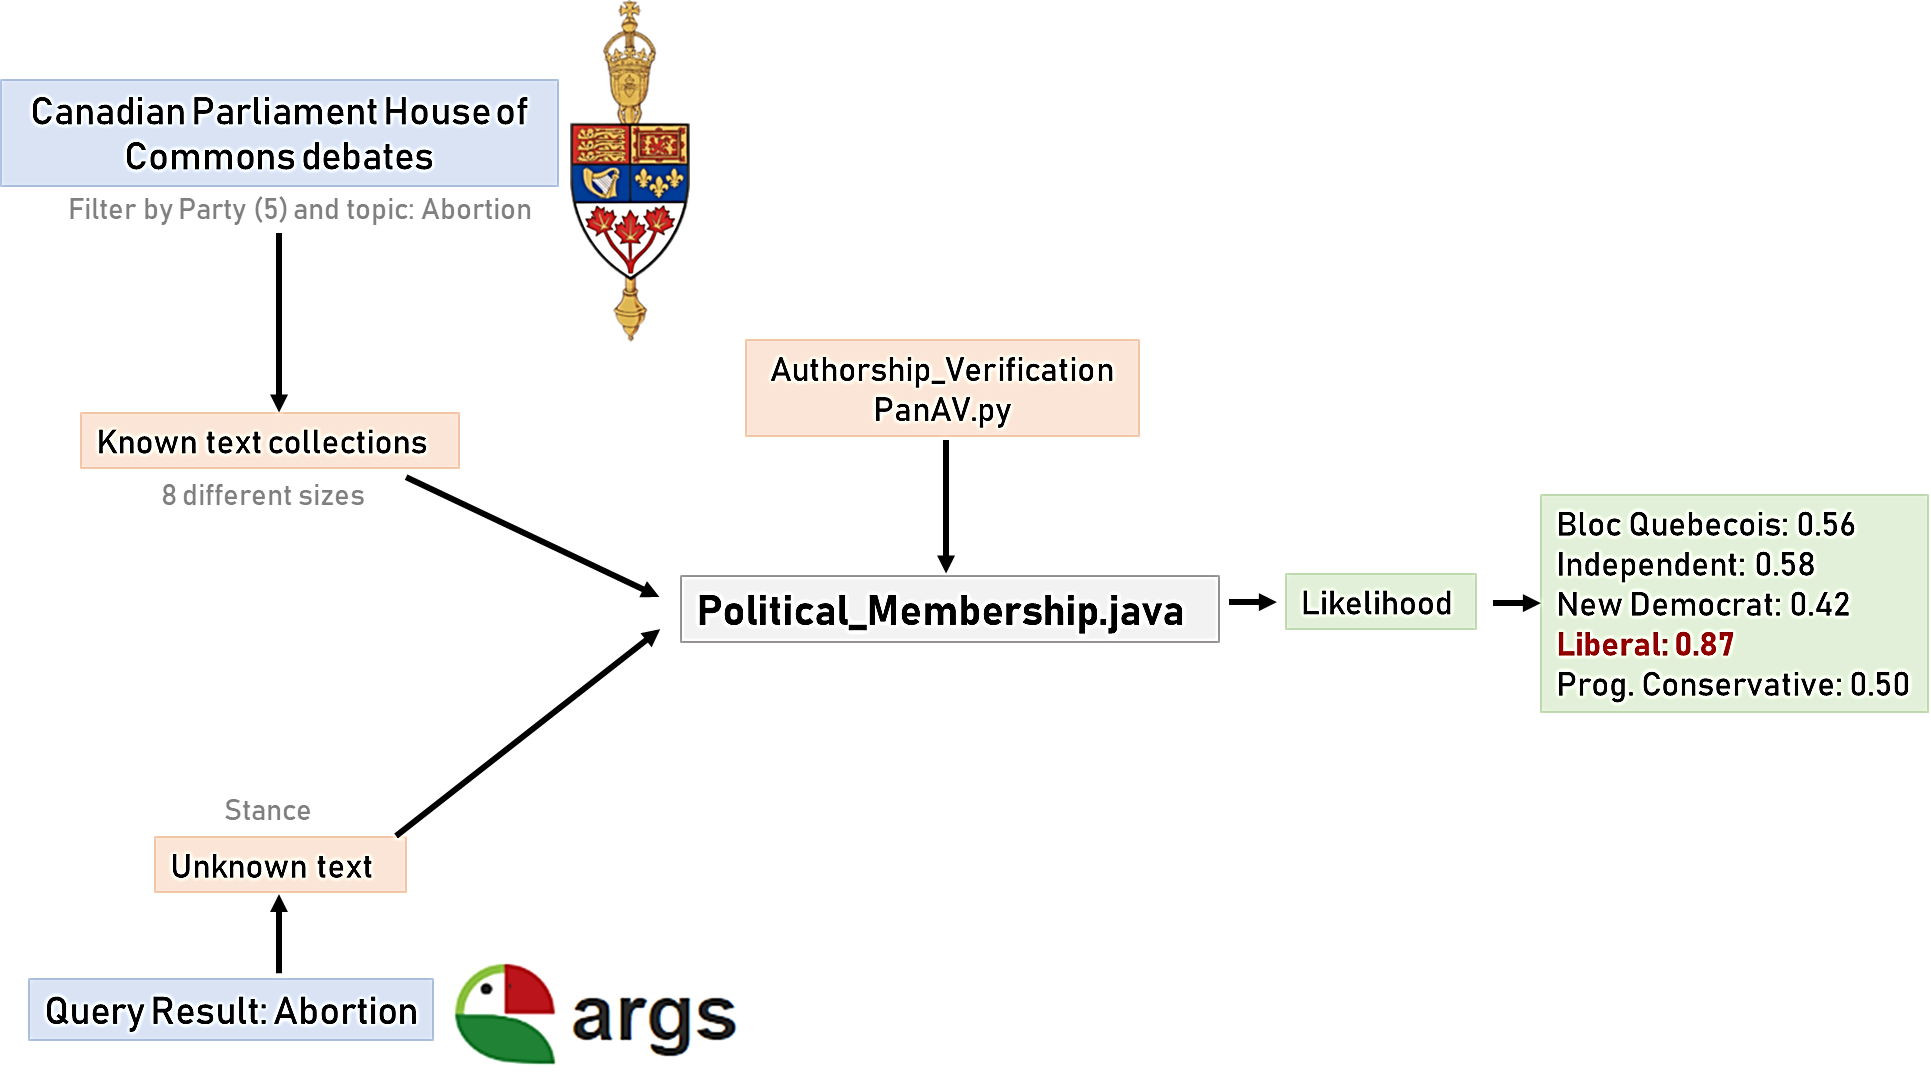 Canadian Parliament House of
Commons debates
Filter by Party (5) and topic: Abortion
Known text collections
8 different sizes
Authorship_Verification
PanAV.py
Political_Membership.java
Likelihood
Bloc Quebecois: 0.56
Independent: 0.58
New Democrat: 0.42
Liberal: 0.87
Prog. Conservative: 0.50
Stance
Unknown text
Query Result: Abortion
args